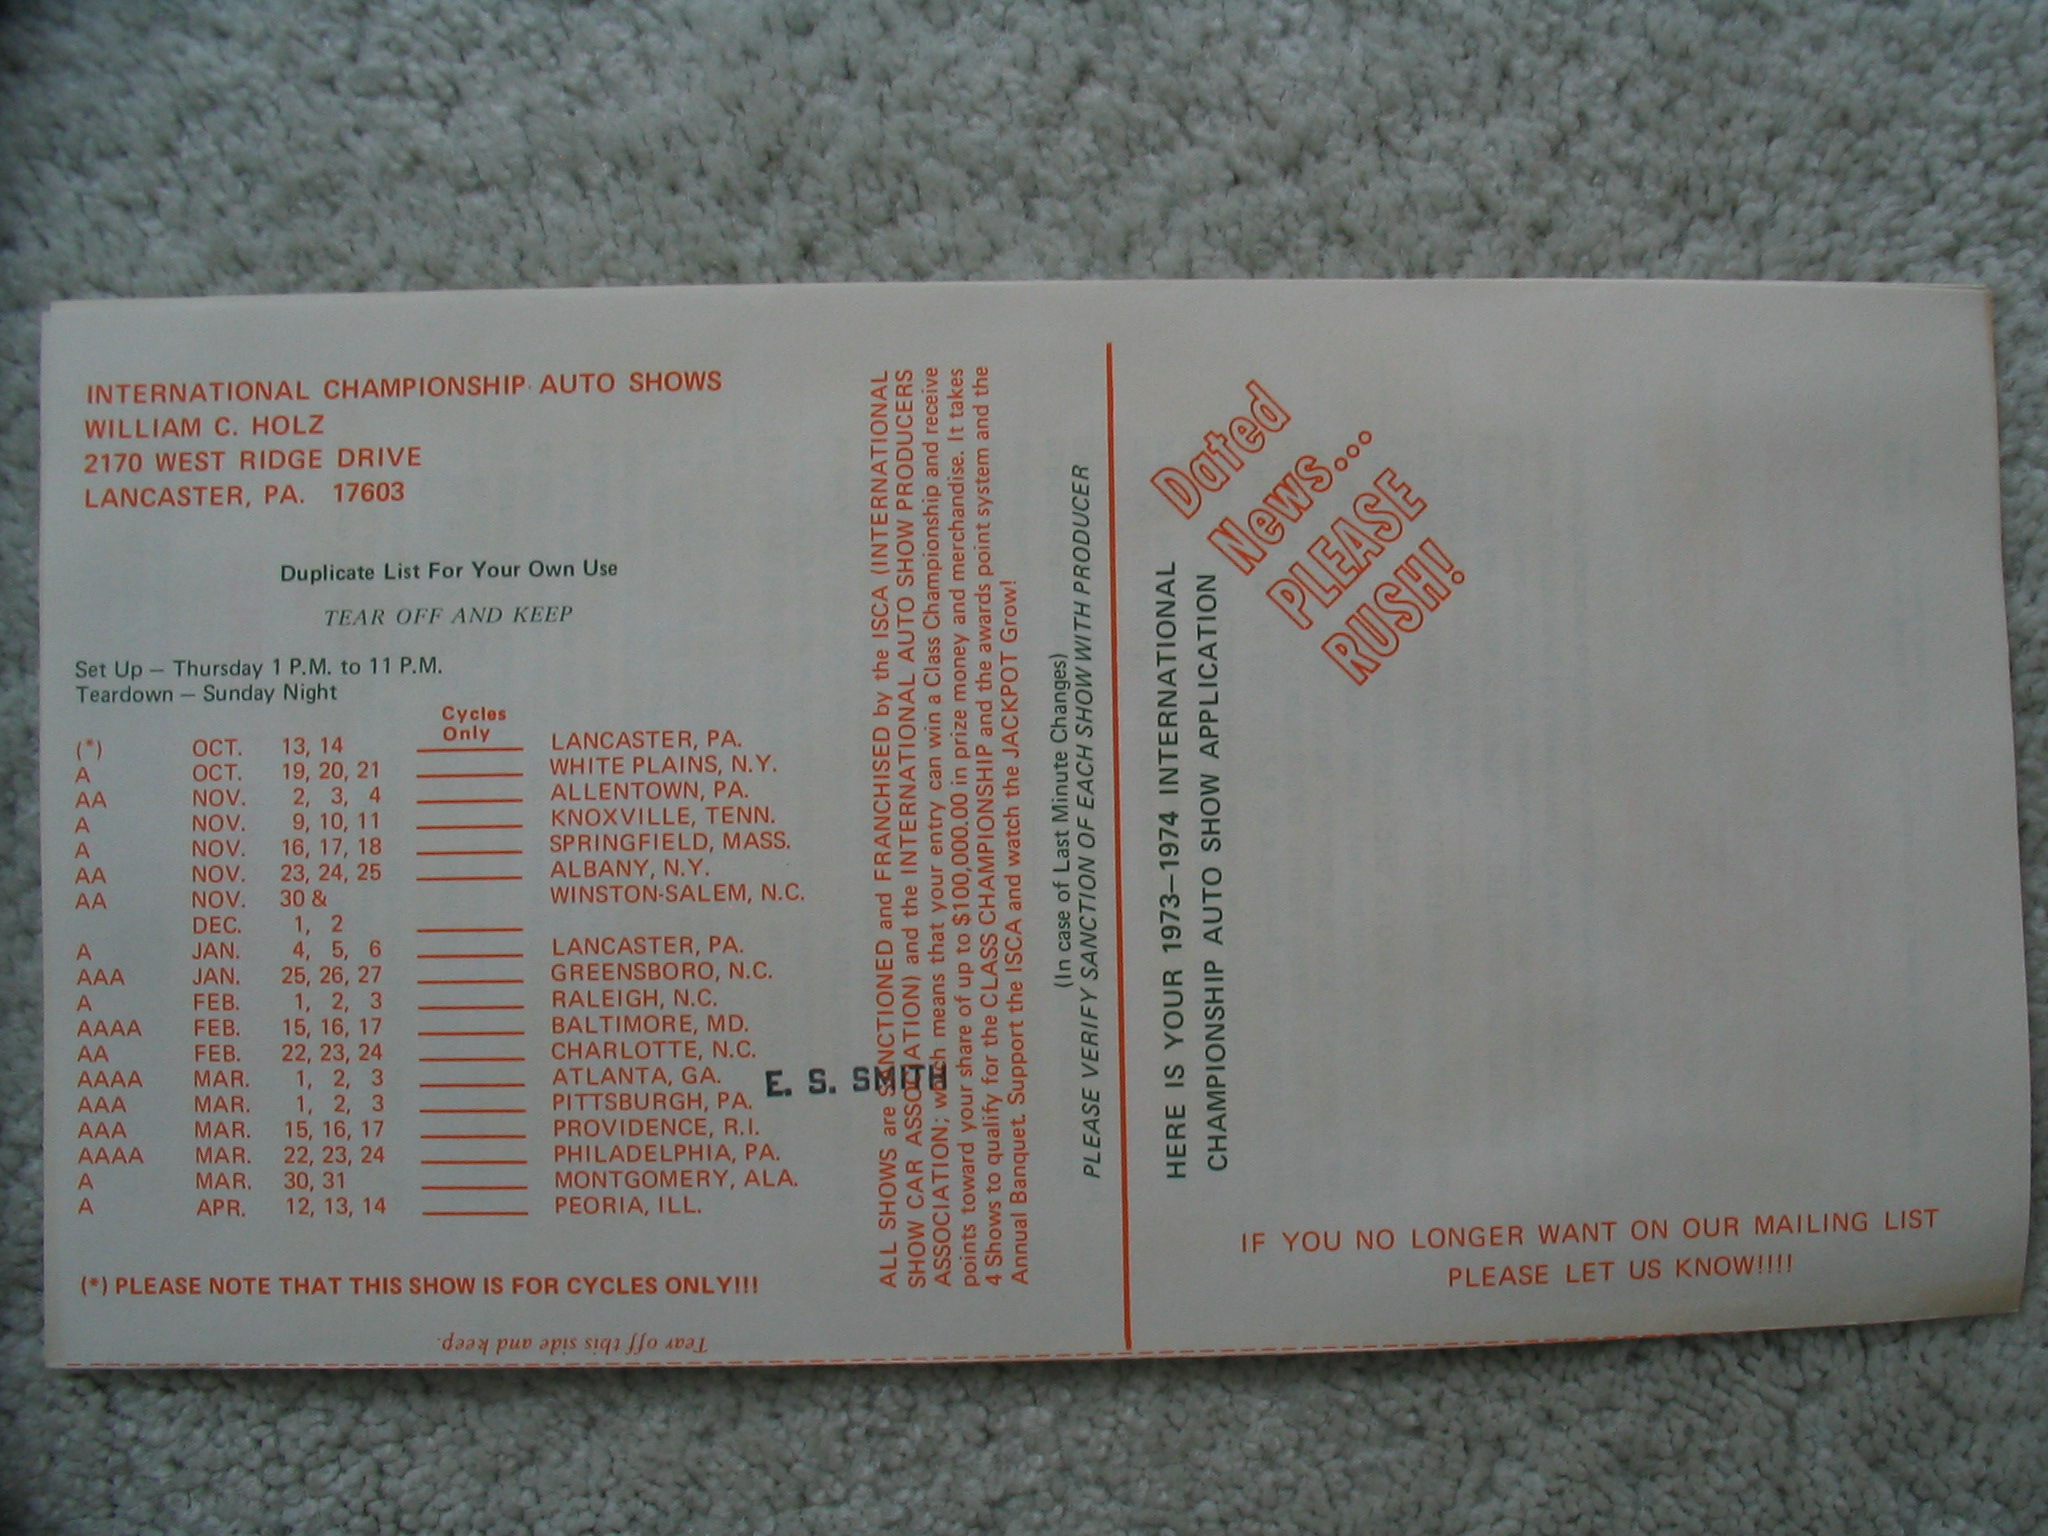 INTERNATIONAL CHAMPIONSHIP AUTO SHOWS
WILLIAM C. HOLZ
2170 WEST RIDGE DRIVE
LANCASTER, PA. 17603
Duplicate List For Your Own Use
TEAR OFF AND KEEP
Set Up — Thursday 1 P.M. to 11 P.M.
Teardown — Sunday Night
Cycles
Only
(*) OCT. 13, 14 LANCASTER, PA.
A OCT. 19, 20, 21 WHITE PLAINS, N.Y.
AA NOV. 2, 3, 4 ALLENTOWN, PA.
A NOV. 9, 10, 11 KNOXVILLE, TENN.
A NOV. 16, 17, 18 SPRINGFIELD, MASS.
AA NOV. 23, 24, 25 ALBANY, N.Y.
AA NOV. 30 & WINSTON-SALEM, N.C.
DEC. 1, 2
A JAN. 4, 5, 6 LANCASTER, PA.
AAA JAN. 25, 26, 27 GREENSBORO, N.C.
A FEB. 1, 2, 3 RALEIGH, N.C.
AAAA FEB. 15, 16, 17 BALTIMORE, MD.
AA FEB. 22, 23, 24 CHARLOTTE, N.C.
AAAA MAR. 1, 2, 3 ATLANTA, GA.
AAA MAR. 1, 2, 3 PITTSBURGH, PA.
AAA MAR. 15, 16, 17 PROVIDENCE, R.I.
AAAA MAR. 22, 23, 24 PHILADELPHIA, PA.
A MAR. 30, 31 MONTGOMERY, ALA.
A APR. 12, 13, 14 PEORIA, ILL.
(*) PLEASE NOTE THAT THIS SHOW IS FOR CYCLES ONLY!!!
Tear off this side and keep.
E. S. SMITH
ALL SHOWS are SANCTIONED and FRANCHISED by the ISCA (INTERNATIONAL
SHOW CAR ASSOCIATION) and the INTERNATIONAL AUTO SHOW PRODUCERS
ASSOCIATION; which means that your entry can win a Class Championship and receive
points toward your share of up to $100,000.00 in prize money and merchandise. It takes
4 Shows to qualify for the CLASS CHAMPIONSHIP and the awards point system and the
Annual Banquet. Support the ISCA and watch the JACKPOT Grow!
(In case of Last Minute Changes)
PLEASE VERIFY SANCTION OF EACH SHOW WITH PRODUCER
HERE IS YOUR 1973—1974 INTERNATIONAL
CHAMPIONSHIP AUTO SHOW APPLICATION
Dated
News...
PLEASE
RUSH!
IF YOU NO LONGER WANT ON OUR MAILING LIST
PLEASE LET US KNOW!!!!